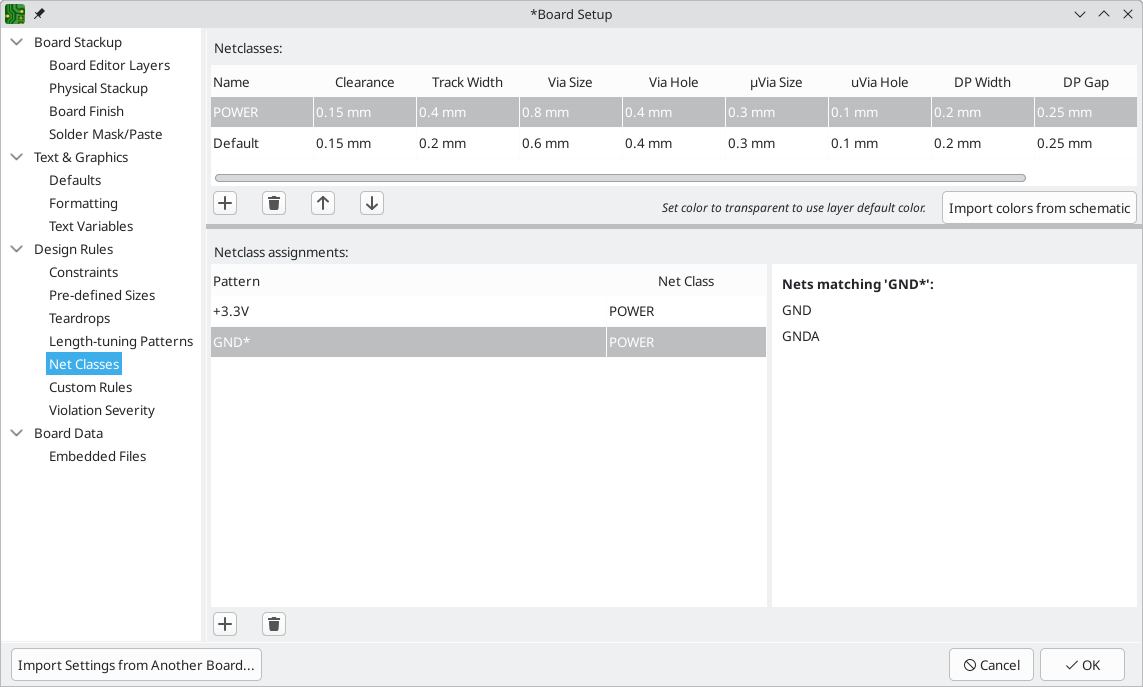 *Board Setup
Board Stackup
Board Editor Layers
Physical Stackup
Board Finish
Solder Mask/Paste
Text & Graphics
Defaults
Formatting
Text Variables
Design Rules
Constraints
Pre-defined Sizes
Teardrops
Length-tuning Patterns
Net Classes
Custom Rules
Violation Severity
Board Data
Embedded Files
Netclasses:
Name Clearance Track Width Via Size Via Hole µVia Size uVia Hole DP Width DP Gap
POWER 0.15 mm 0.4 mm 0.8 mm 0.4 mm 0.3 mm 0.1 mm 0.2 mm 0.25 mm
Default 0.15 mm 0.2 mm 0.6 mm 0.4 mm 0.3 mm 0.1 mm 0.2 mm 0.25 mm
Set color to transparent to use layer default color. Import colors from schematic
Netclass assignments:
Pattern Net Class
+3.3V POWER
GND* POWER
Nets matching 'GND*':
GND
GNDA
Import Settings from Another Board... Cancel OK